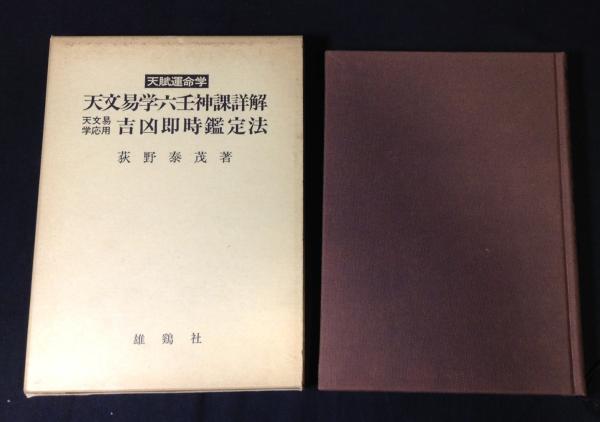 天賦運命学
天文易学六壬神課詳解
天文易学応用 吉凶即時鑑定法
荻野泰茂著
雄鶏社